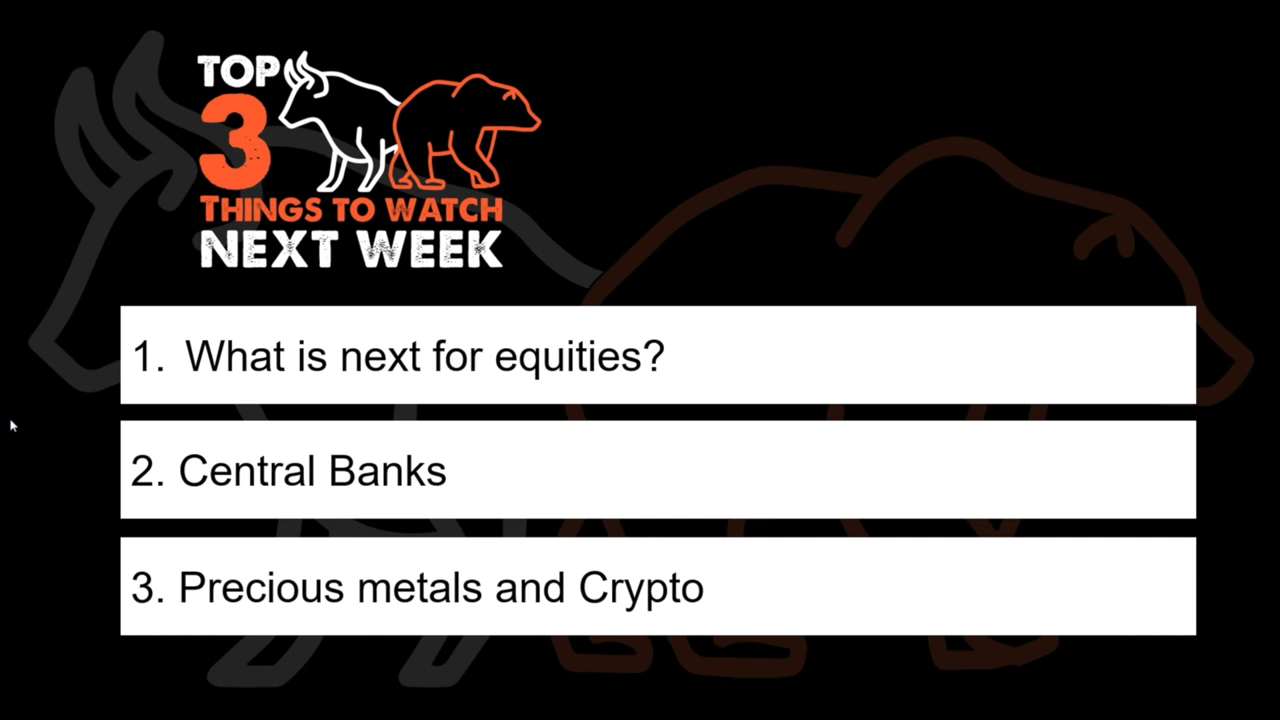 TOP
3
THINGS TO WATCH
NEXT WEEK
1. What is next for equities?
2. Central Banks
3. Precious metals and Crypto